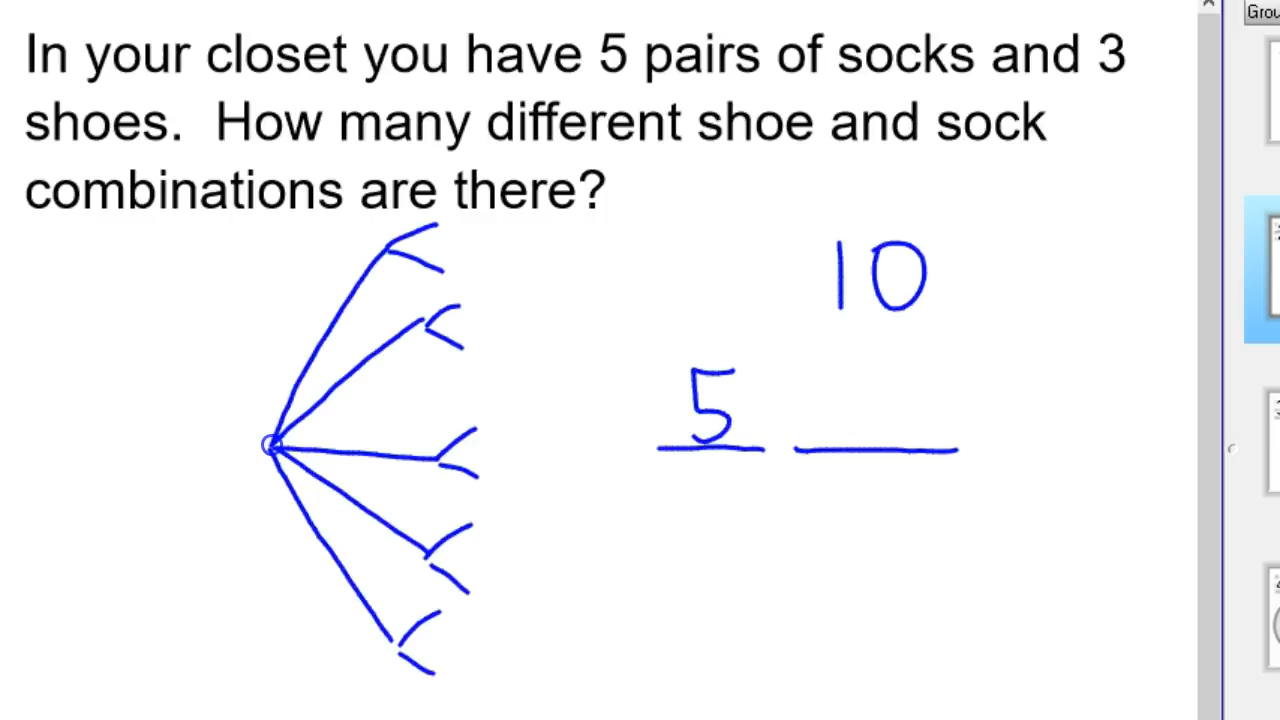 In your closet you have 5 pairs of socks and 3
shoes. How many different shoe and sock
combinations are there?
10
5